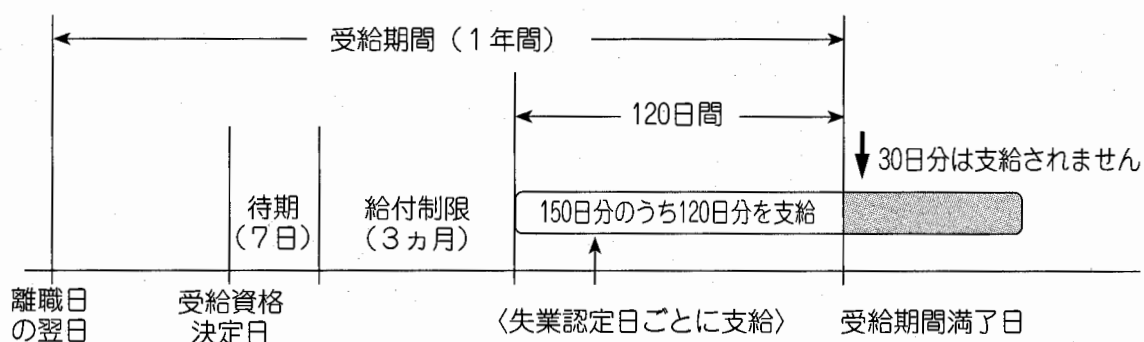 受給期間（1年間）
120日間
30日分は支給されません
待期
（7日）
給付制限
（3ヵ月）
150日分のうち120日分を支給
離職日
の翌日
受給資格
決定日
〈失業認定日ごとに支給〉
受給期間満了日